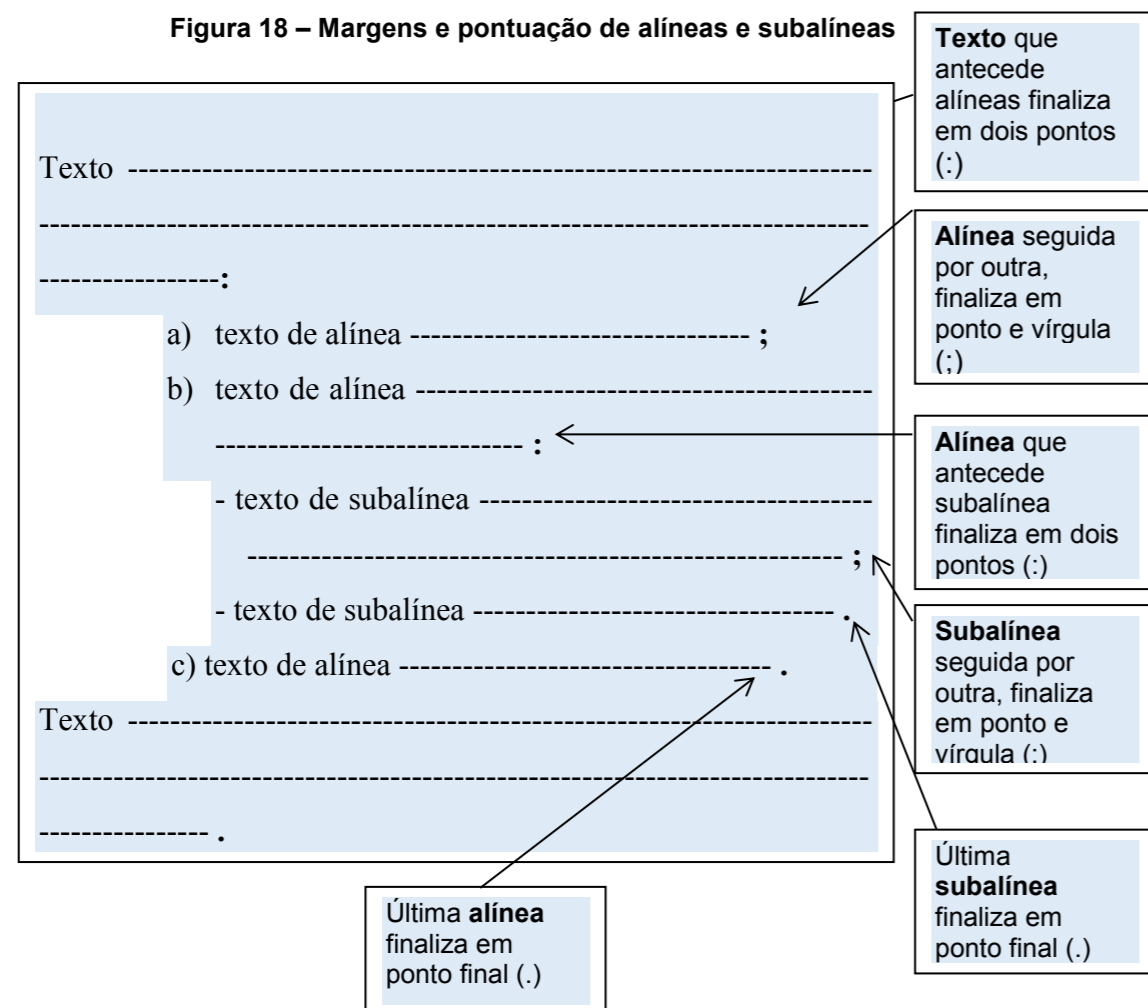 Figura 18 – Margens e pontuação de alíneas e subalíneas
Texto ----------------------------------------------------------------------
------------------------------------------------------------------------------
-----------------:
a) texto de alínea -------------------------------- ;
b) texto de alínea -------------------------------------------
----------------------------- :
- texto de subalínea -------------------------------------
-------------------------------------------------------- ;
- texto de subalínea ---------------------------------- .
c) texto de alínea ----------------------------------- .
Texto ----------------------------------------------------------------------
------------------------------------------------------------------------------
---------------- .
Texto que
antecede
alíneas finaliza
em dois pontos
(:)
Alínea seguida
por outra,
finaliza em
ponto e vírgula
(;)
Alínea que
antecede
subalínea
finaliza em dois
pontos (:)
Subalínea
seguida por
outra, finaliza
em ponto e
vírgula (;)
Última
subalínea
finaliza em
ponto final (.)
Última alínea
finaliza em
ponto final (.)